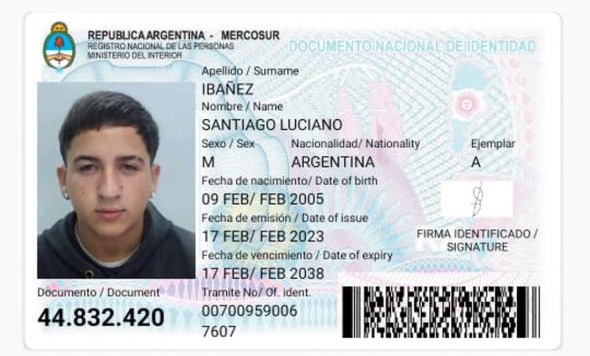 REPUBLICA ARGENTINA - MERCOSUR
REGISTRO NACIONAL DE LAS PERSONAS
MINISTERIO DEL INTERIOR
DOCUMENTO NACIONAL DE IDENTIDAD
Apellido / Surname
IBAÑEZ
Nombre / Name
SANTIAGO LUCIANO
Sexo / Sex Nacionalidad/ Nationality Ejemplar
M ARGENTINA A
Fecha de nacimiento/ Date of birth
09 FEB/ FEB 2005
Fecha de emisión / Date of issue
17 FEB/ FEB 2023
FIRMA IDENTIFICADO /
SIGNATURE
Fecha de vencimiento / Date of expiry
17 FEB/ FEB 2038
Documento / Document
44.832.420
Tramite No/ Of. Ident.
00700959006
7607